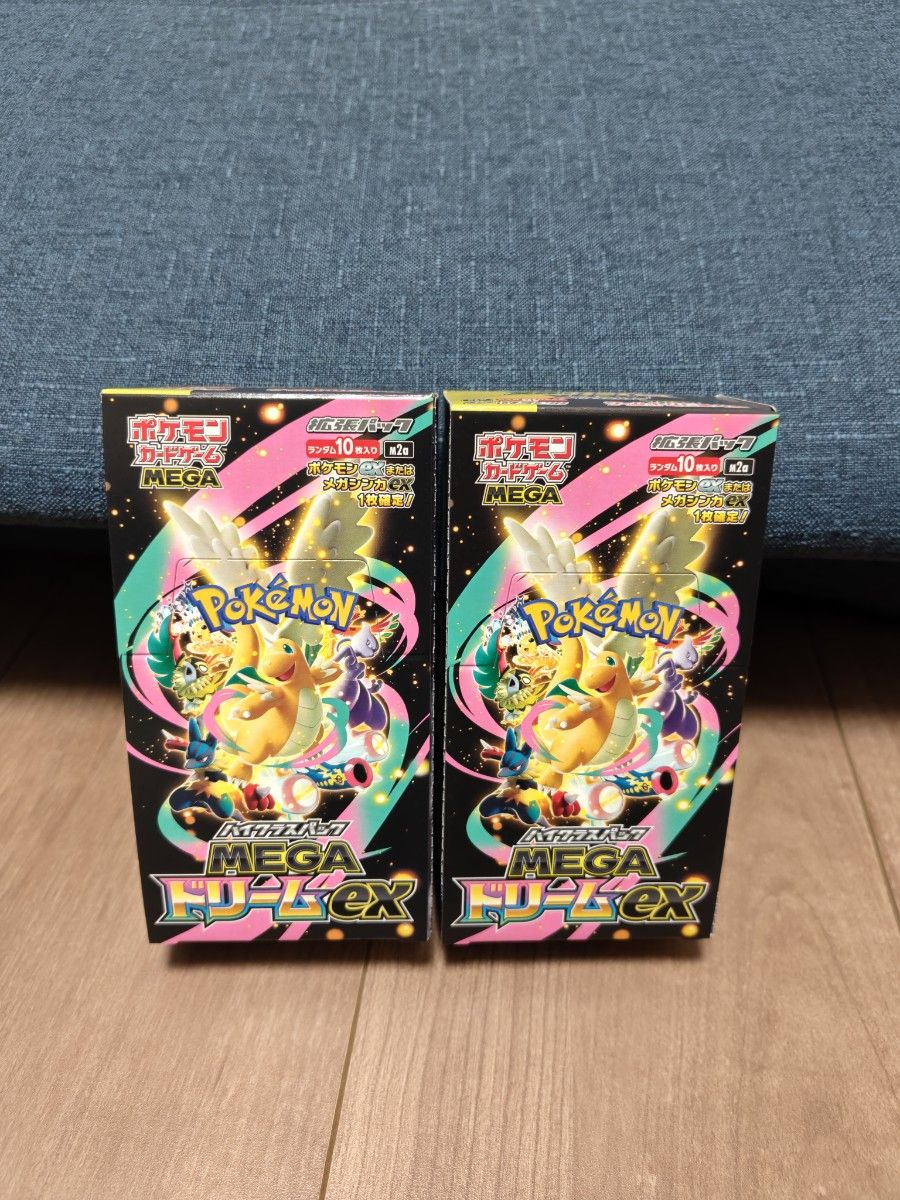 ポケモン
カードゲーム
MEGA
拡張パック
ランダム10枚入り M2a
ポケモンexまたは
メガシンカex
1枚確定!
POKéMON
ハイクラスパック
MEGA
ドリームex
ポケモン
カードゲーム
MEGA
拡張パック
ランダム10枚入り M2a
ポケモンexまたは
メガシンカex
1枚確定!
POKéMON
ハイクラスパック
MEGA
ドリームex